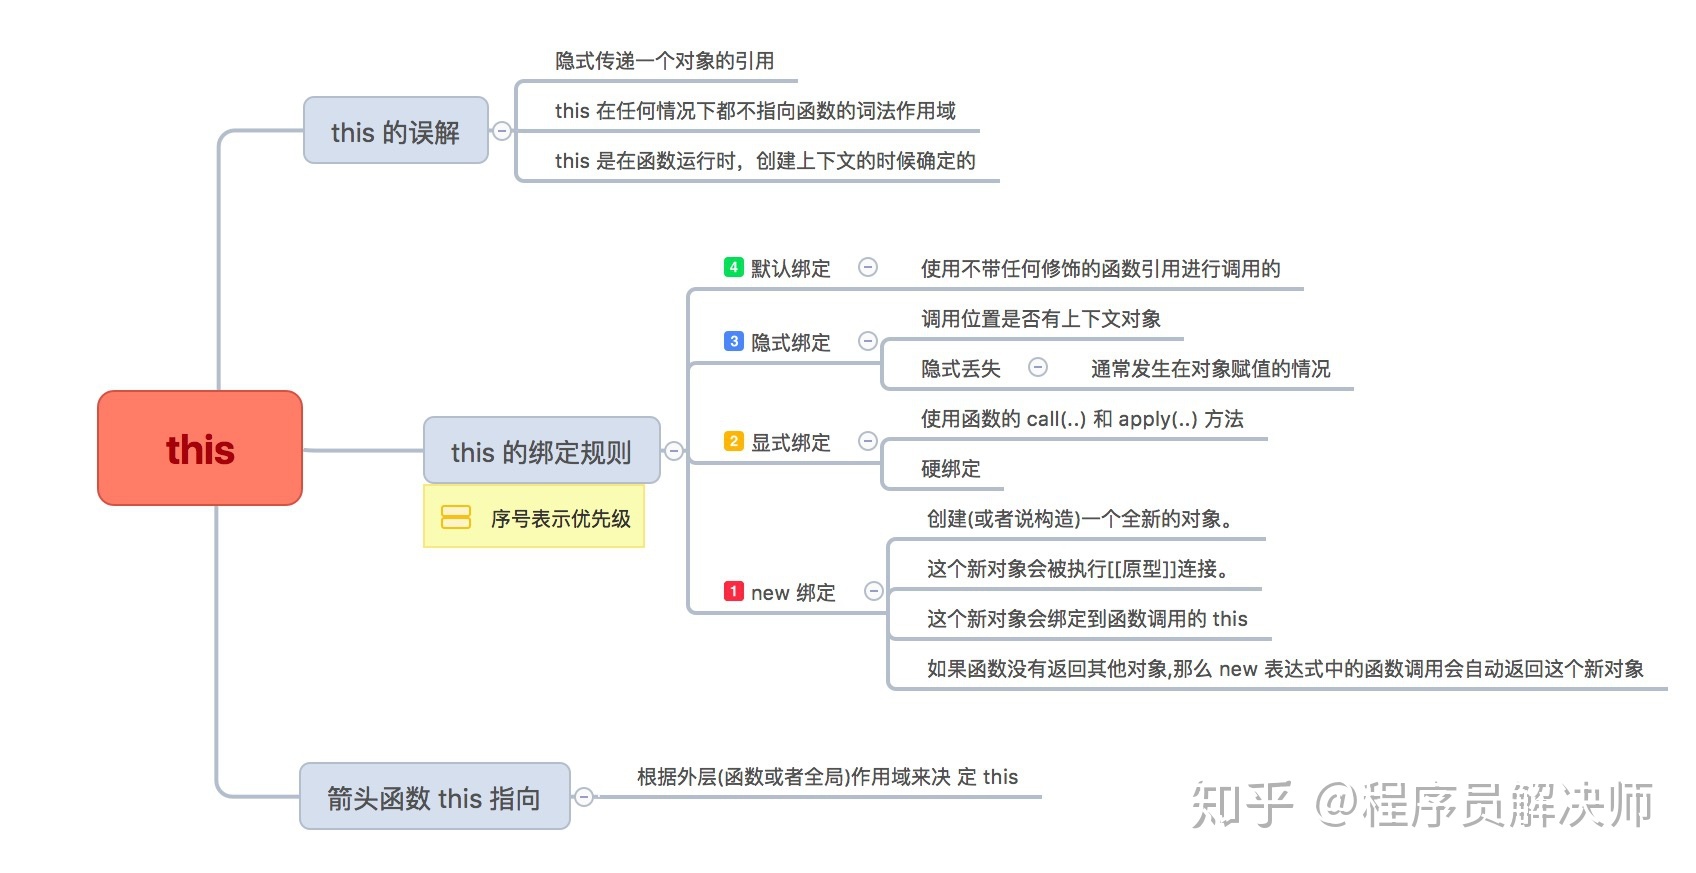 隐式传递一个对象的引用
this 的误解
this 在任何情况下都不指向函数的词法作用域
this 是在函数运行时，创建上下文的时候确定的
this
this 的绑定规则
序号表示优先级
4 默认绑定
使用不带任何修饰的函数引用进行调用的
3 隐式绑定
调用位置是否有上下文对象
隐式丢失
通常发生在对象赋值的情况
2 显式绑定
使用函数的 call(..) 和 apply(..) 方法
硬绑定
1 new 绑定
创建(或者说构造)一个全新的对象。
这个新对象会被执行[[原型]]连接。
这个新对象会绑定到函数调用的 this
如果函数没有返回其他对象,那么 new 表达式中的函数调用会自动返回这个新对象
箭头函数 this 指向
根据外层(函数或者全局)作用域来决 定 this
知乎 @程序员解决师